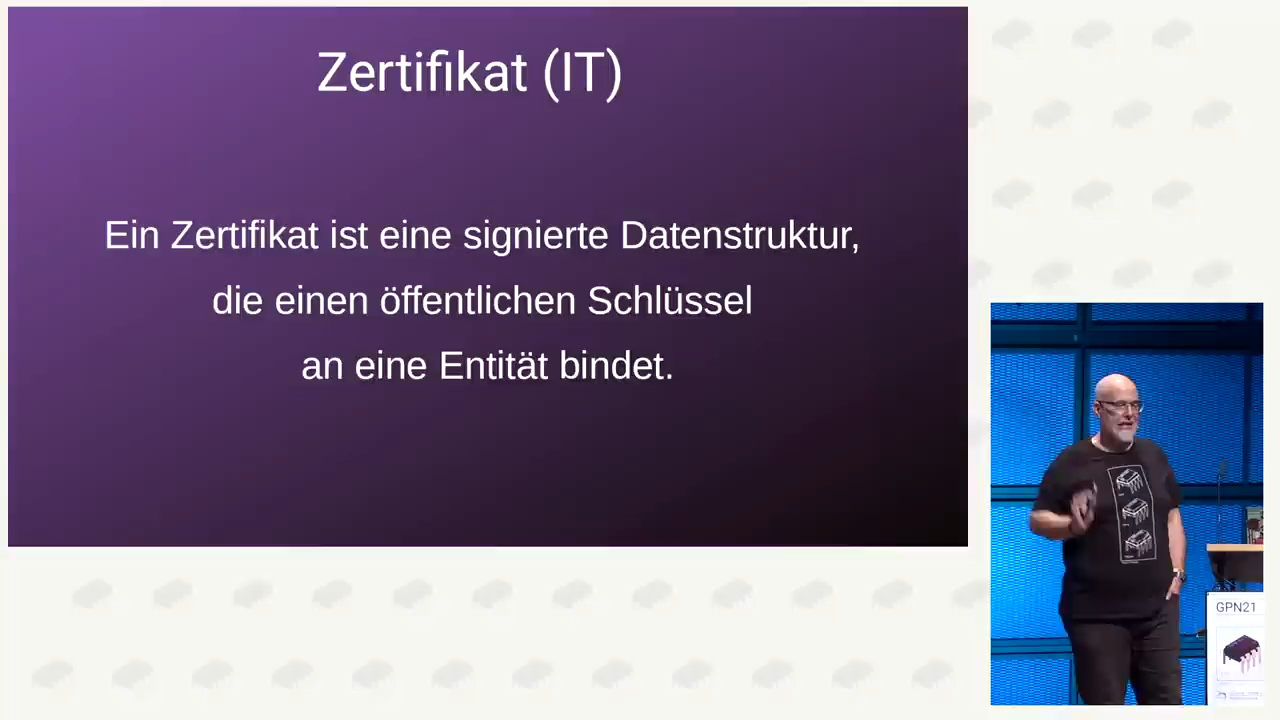 Zertifikat (IT)
Ein Zertifikat ist eine signierte Datenstruktur,
die einen öffentlichen Schlüssel
an eine Entität bindet.
GPN21